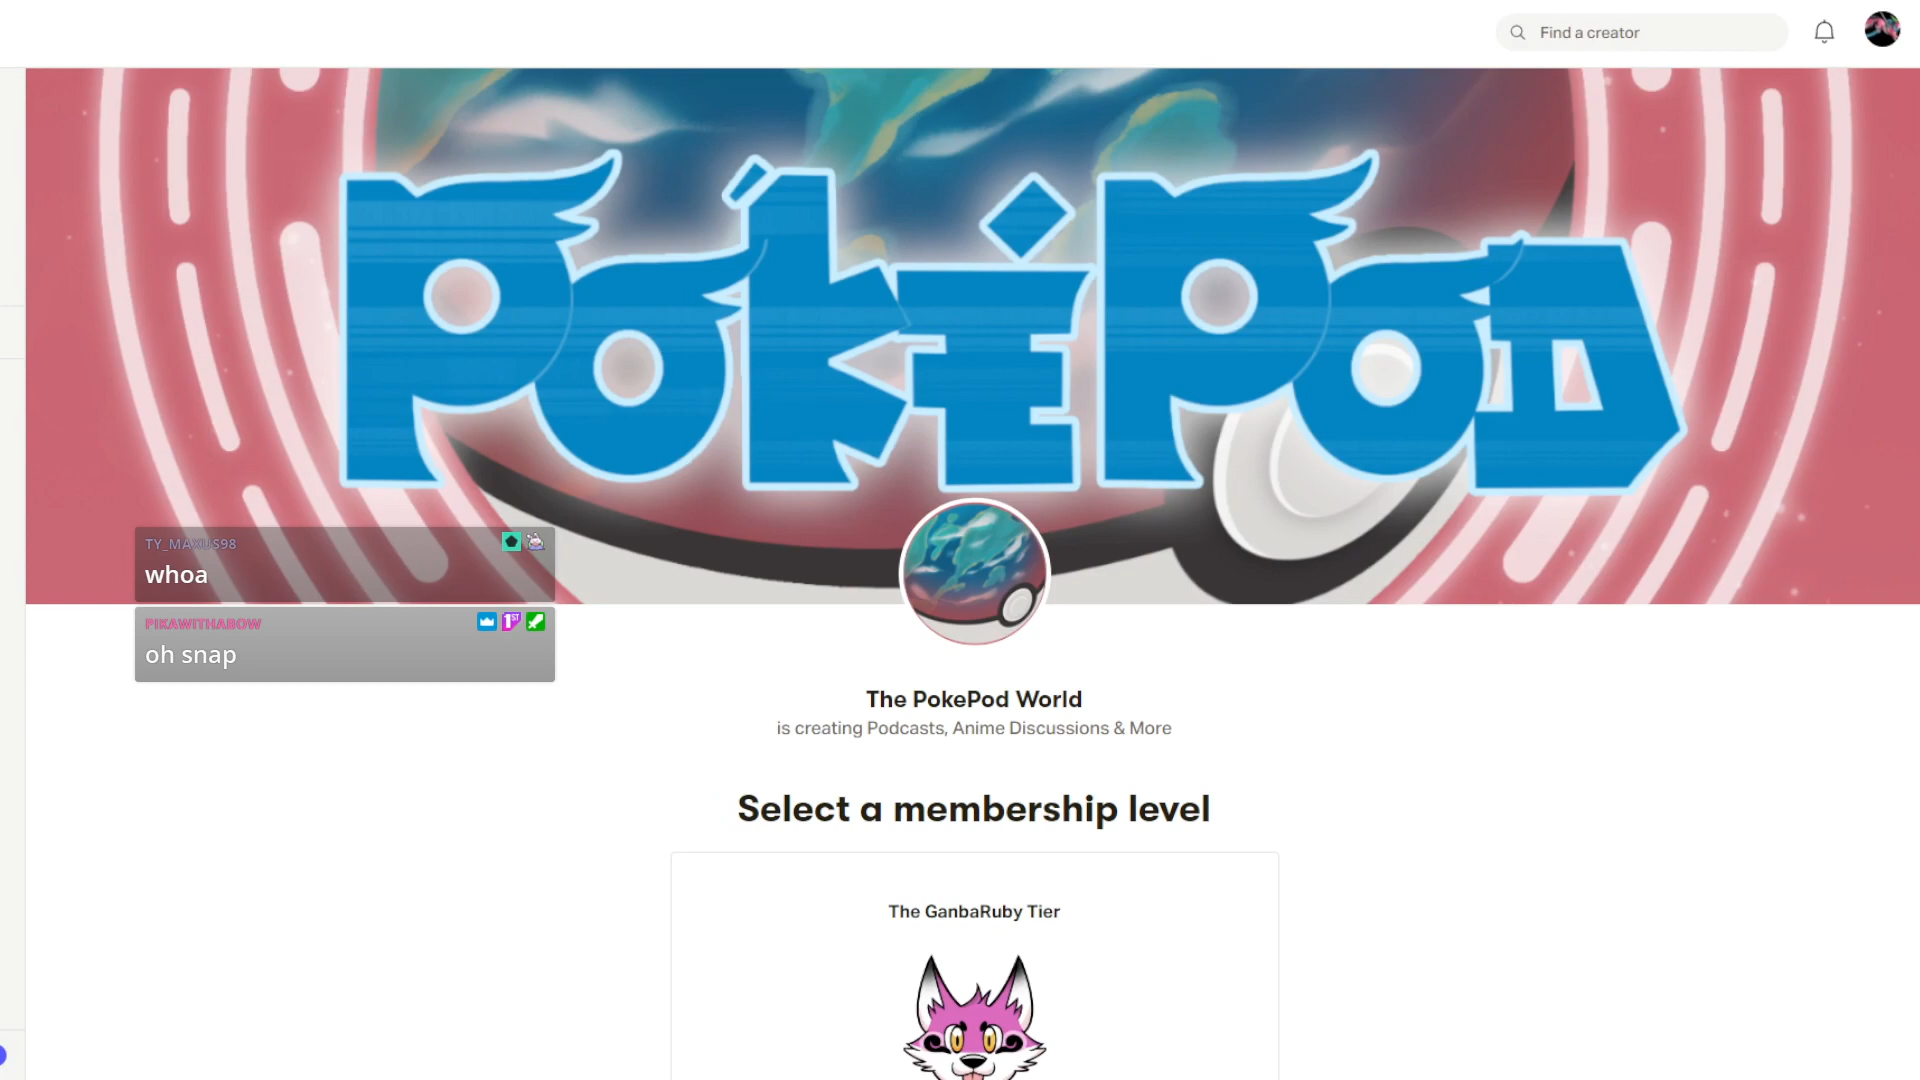 Find a creator
PokéPod
TY_MAXUS98
whoa
PIKAWITHABOW
1ST
oh snap
The PokePod World
is creating Podcasts, Anime Discussions & More
Select a membership level
The GanbaRuby Tier